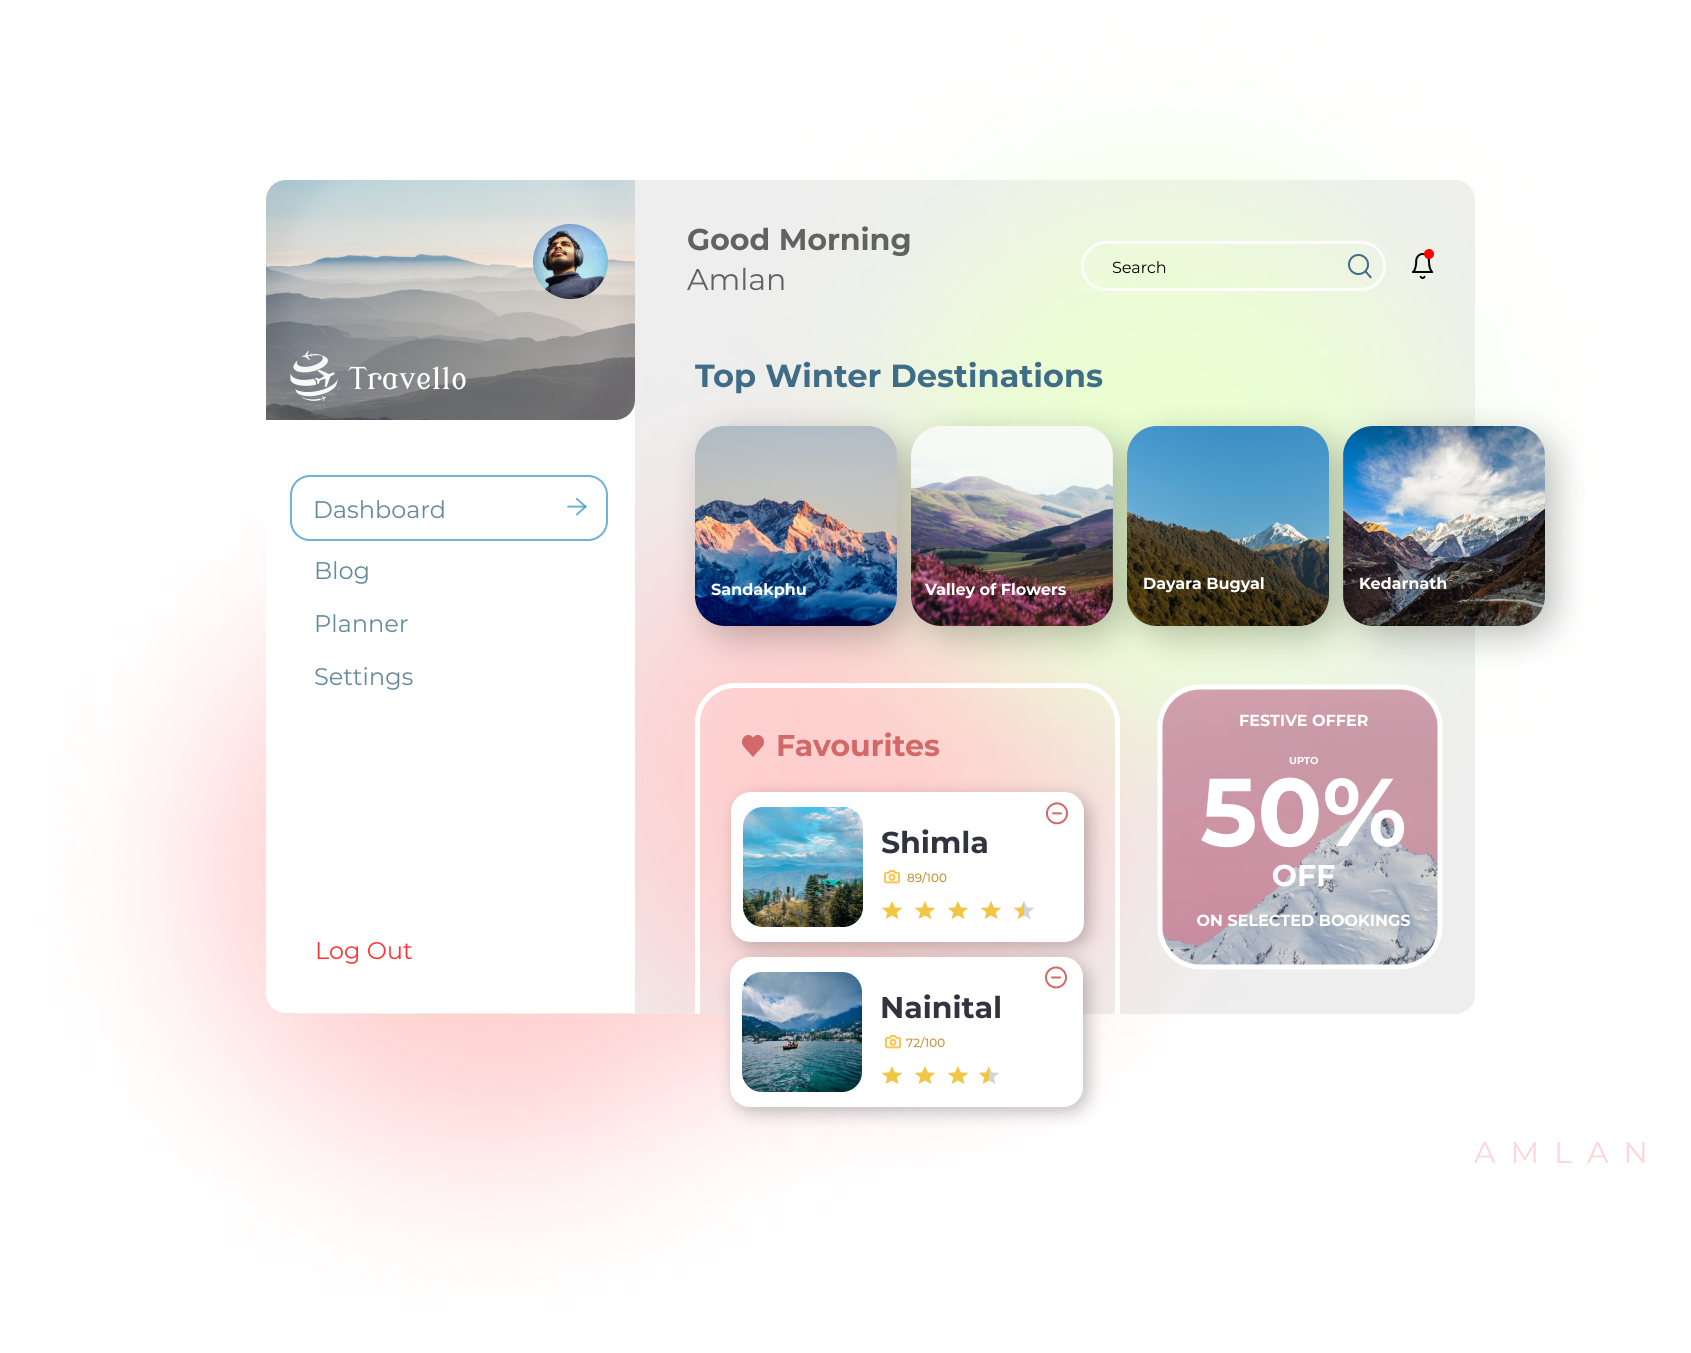 Travello
Dashboard
Blog
Planner
Settings
Log Out
Good Morning
Amlan
Search
Top Winter Destinations
Sandakphu
Valley of Flowers
Dayara Bugyal
Kedarnath
Favourites
Shimla
89/100
Nainital
72/100
FESTIVE OFFER
UPTO
50%
OFF
ON SELECTED BOOKINGS
AMLAN